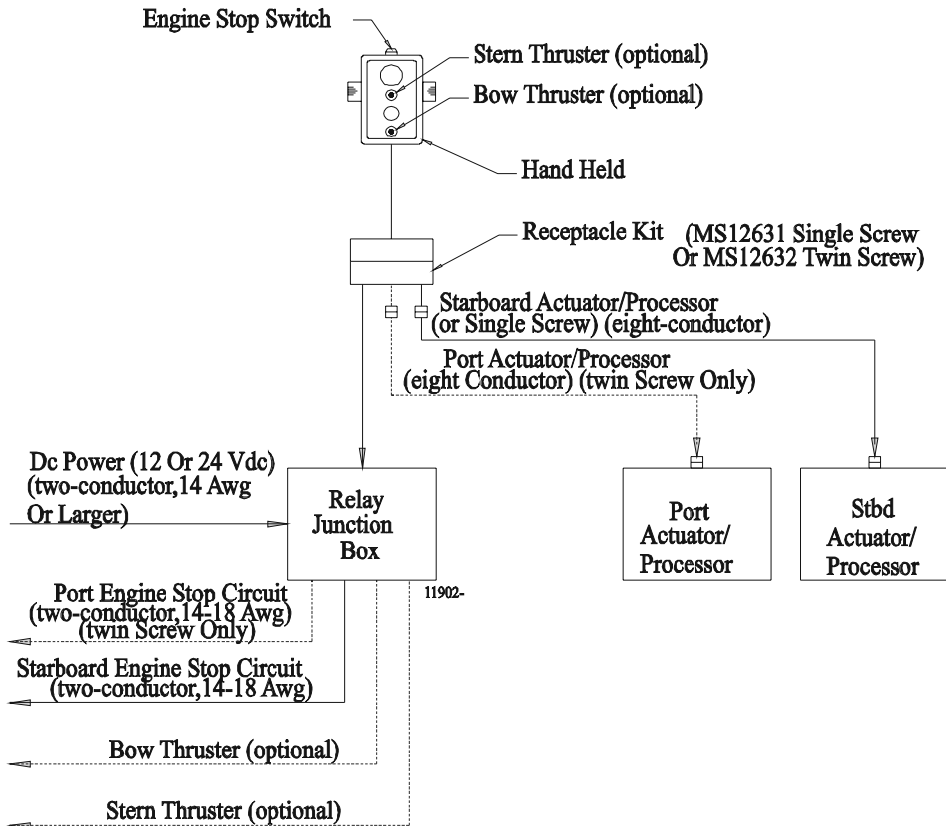 Engine Stop Switch
Stern Thruster (optional)
Bow Thruster (optional)
Hand Held
Receptacle Kit (MS12631 Single Screw
Or MS12632 Twin Screw)
Starboard Actuator/Processor
(or Single Screw) (eight-conductor)
Port Actuator/Processor
(eight Conductor) (twin Screw Only)
Dc Power (12 Or 24 Vdc)
(two-conductor,14 Awg
Or Larger)
Relay
Junction
Box
Port
Actuator/
Processor
Stbd
Actuator/
Processor
11902-
Port Engine Stop Circuit
(two-conductor,14-18 Awg)
(twin Screw Only)
Starboard Engine Stop Circuit
(two-conductor,14-18 Awg)
Bow Thruster (optional)
Stern Thruster (optional)